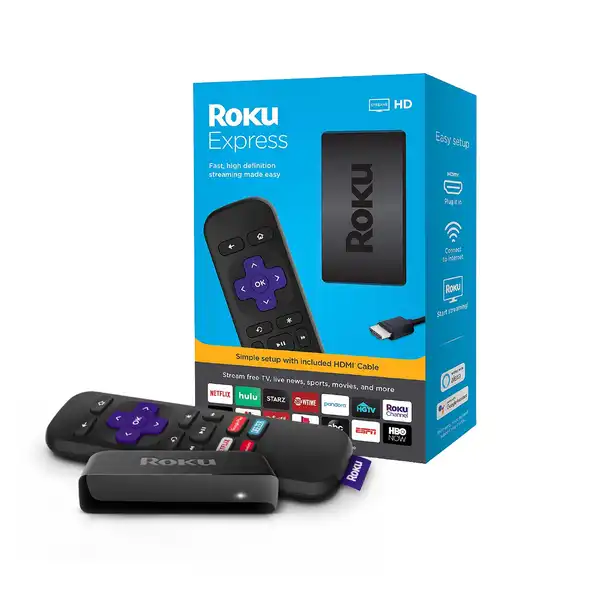 ROKU
Express
Fast, high definition
streaming made easy
HD
ROKU
OK
Simple setup with included HDMI Cable
Stream free TV, live news, sports, movies, and more
NETFLIX
hulu
STARZ
SHOWTIME
pandora
HGTV
Roku
Channel
ESPN
HBO
NOW
Easy setup
HDMI
Plug it in
Connect
to internet
Roku
Start streaming!
alexa
OK
ROKU
Roku